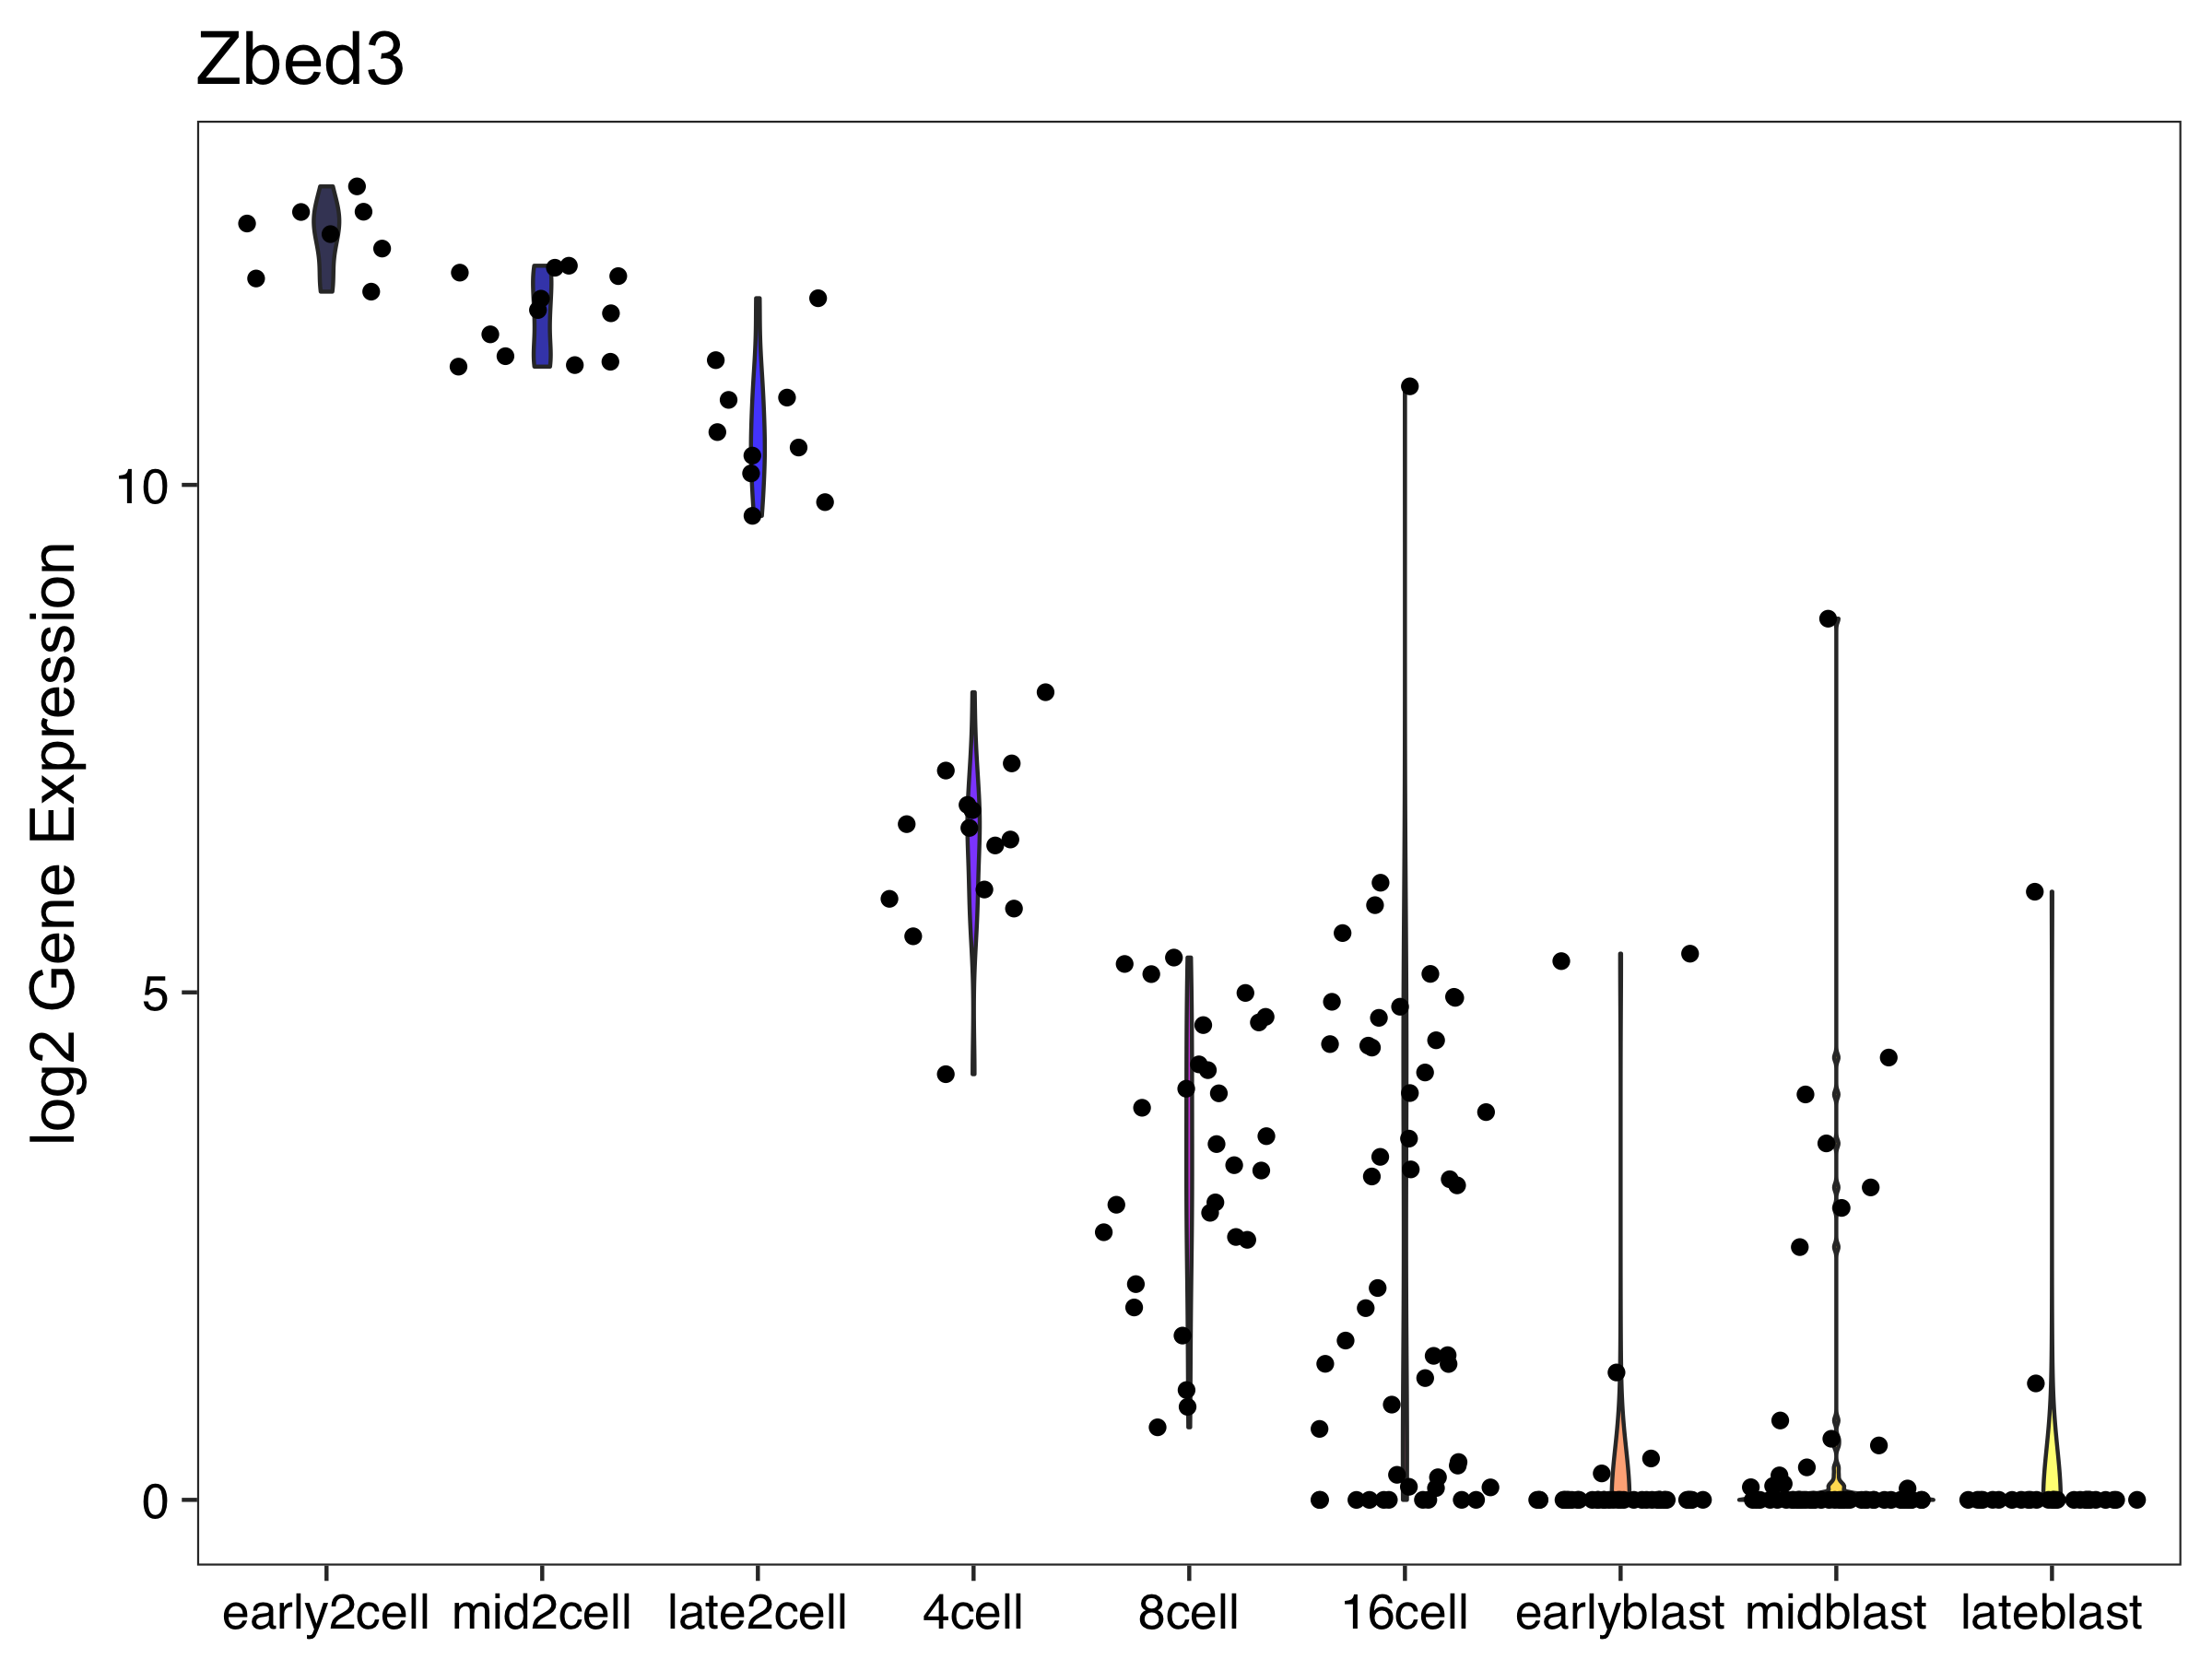 Zbed3
log2 Gene Expression
10
5
0
early2cell mid2cell late2cell 4cell 8cell 16cell earlyblast midblast lateblast